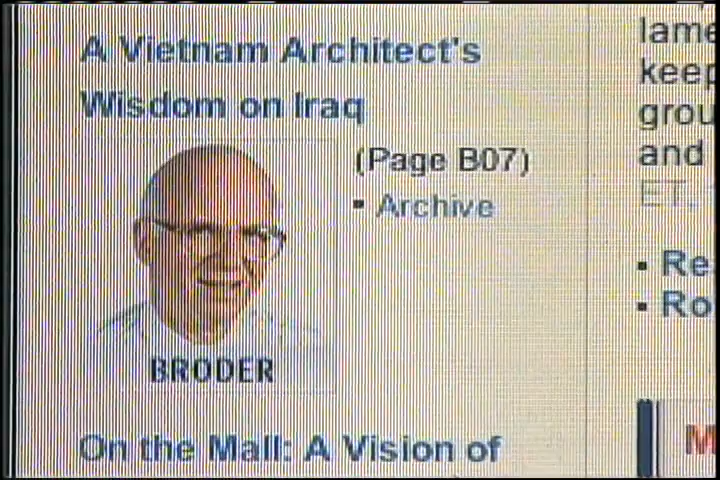 A Vietnam Architect's
Wisdom on Iraq
(Page B07)
▪ Archive
BRODER
On the Mall: A Vision of
lame
keep
grou
and
ET.
▪ Re
▪ Ro
M